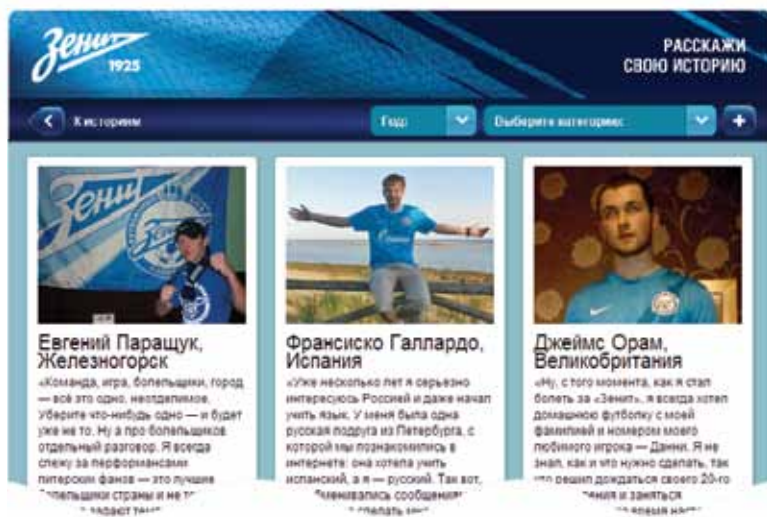 Зенит
1925
РАССКАЖИ
СВОЮ ИСТОРИЮ
К историям
Год:
Выберите категорию:
Зенит
Евгений Паращук,
Железногорск
«Команда, игра, болельщики, город
— всё это одно, неотделимое.
Уберите что-нибудь одно — и будет
уже не то. Ну а про болельщиков
отдельный разговор. Я всегда
слежу за перформансами
питерских фанов — это лучшие
болельщики страны и не
Франсиско Галлардо,
Испания
«Уже несколько лет я серьезно
интересуюсь Россией и даже начал
учить язык. У меня была одна
русская подруга из Петербурга, с
которой мы познакомились в
интернете: она хотела учить
испанский, а я — русский. Так вот,
обменивались
Джеймс Орам,
Великобритания
«Ну, с того момента, как я стал
болеть за «Зенит», я всегда хотел
домашнюю футболку с моей
фамилией и номером моего
любимого игрока — Данни. Я не
знал, как и что нужно сделать, так
что решил дождаться своего 20-го
и заняться
время